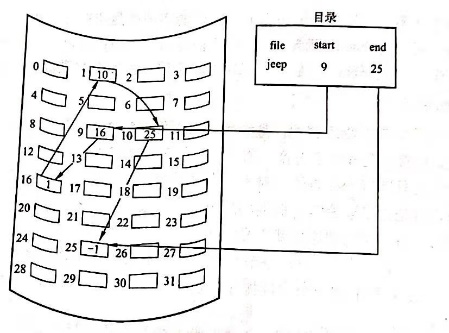 目录
file start end
jeep 9 25
0 1 10 2 3
4 5 6 7
8 9 16 10 25 11
12 13 14 15
16 1 17 18 19
20 21 22 23
24 25 -1 26 27
28 29 30 31